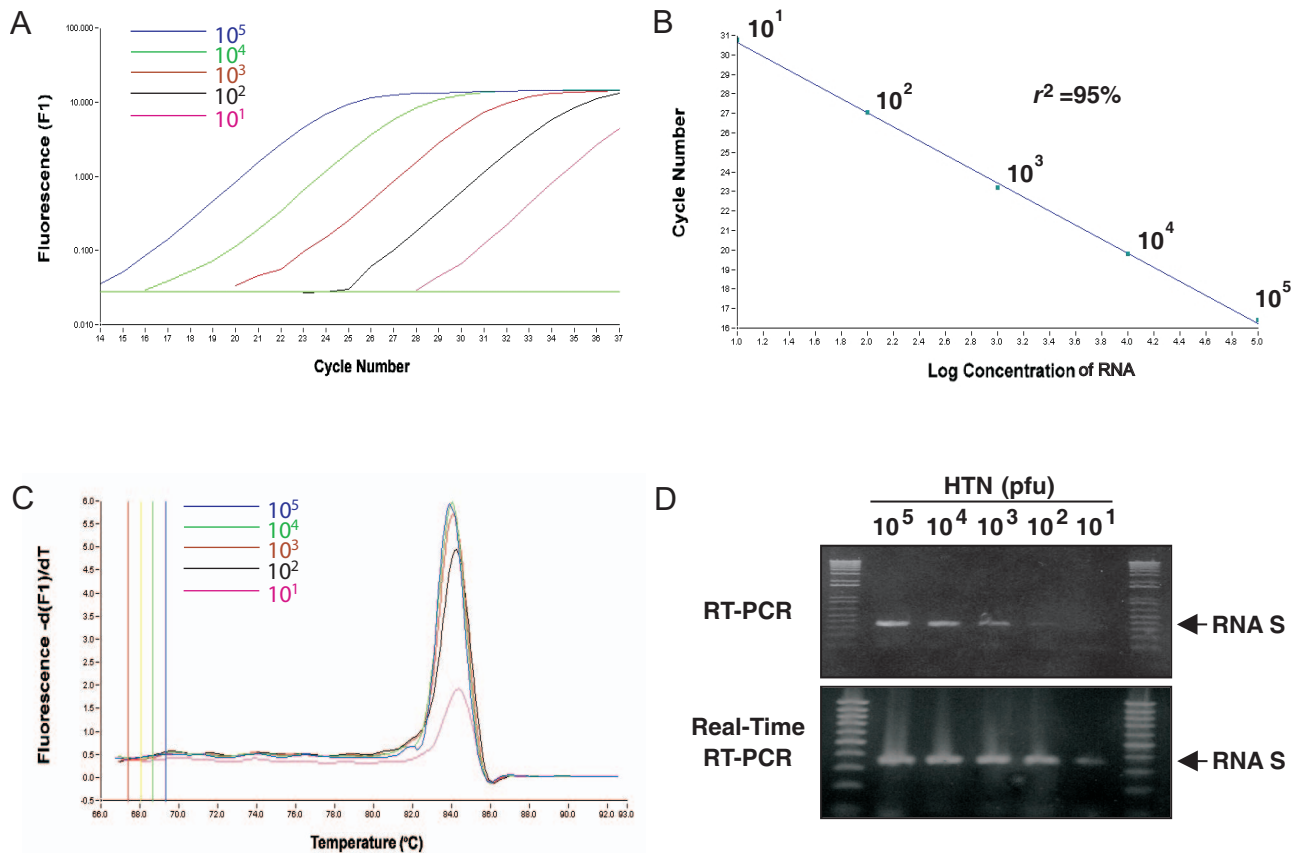 A
10⁵
10⁴
10³
10²
10¹
Fluorescence (F1)
100.000
10.000
1.000
0.100
0.010
14 15 16 17 18 19 20 21 22 23 24 25 26 27 28 29 30 31 32 33 34 35 36 37
Cycle Number
B
10¹
10²
10³
10⁴
10⁵
r² =95%
Cycle Number
31
30
29
28
27
26
25
24
23
22
21
20
19
18
17
16
1.0 1.2 1.4 1.6 1.8 2.0 2.2 2.4 2.6 2.8 3.0 3.2 3.4 3.6 3.8 4.0 4.2 4.4 4.6 4.8 5.0
Log Concentration of RNA
C
10⁵
10⁴
10³
10²
10¹
Fluorescence -d(F1)/dT
6.0
5.5
5.0
4.5
4.0
3.5
3.0
2.5
2.0
1.5
1.0
0.5
0.0
-0.5
66.0 68.0 70.0 72.0 74.0 76.0 78.0 80.0 82.0 84.0 86.0 88.0 90.0 92.0 93.0
Temperature (ºC)
D
HTN (pfu)
10⁵ 10⁴ 10³ 10² 10¹
RT-PCR
RNA S
Real-Time
RT-PCR
RNA S